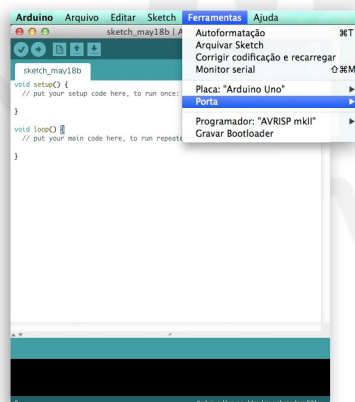 Arduino Arquivo Editar Sketch Ferramentas Ajuda
sketch_may18b | A
Autoformatação ⌘T
Arquivar Sketch
Corrigir codificação e recarregar
Monitor serial ⇧⌘M
Placa: "Arduino Uno"
Porta
Programador: "AVRISP mkII"
Gravar Bootloader
sketch_may18b
void setup() {
// put your setup code here, to run once:
}
void loop() {
// put your main code here, to run repeate
}